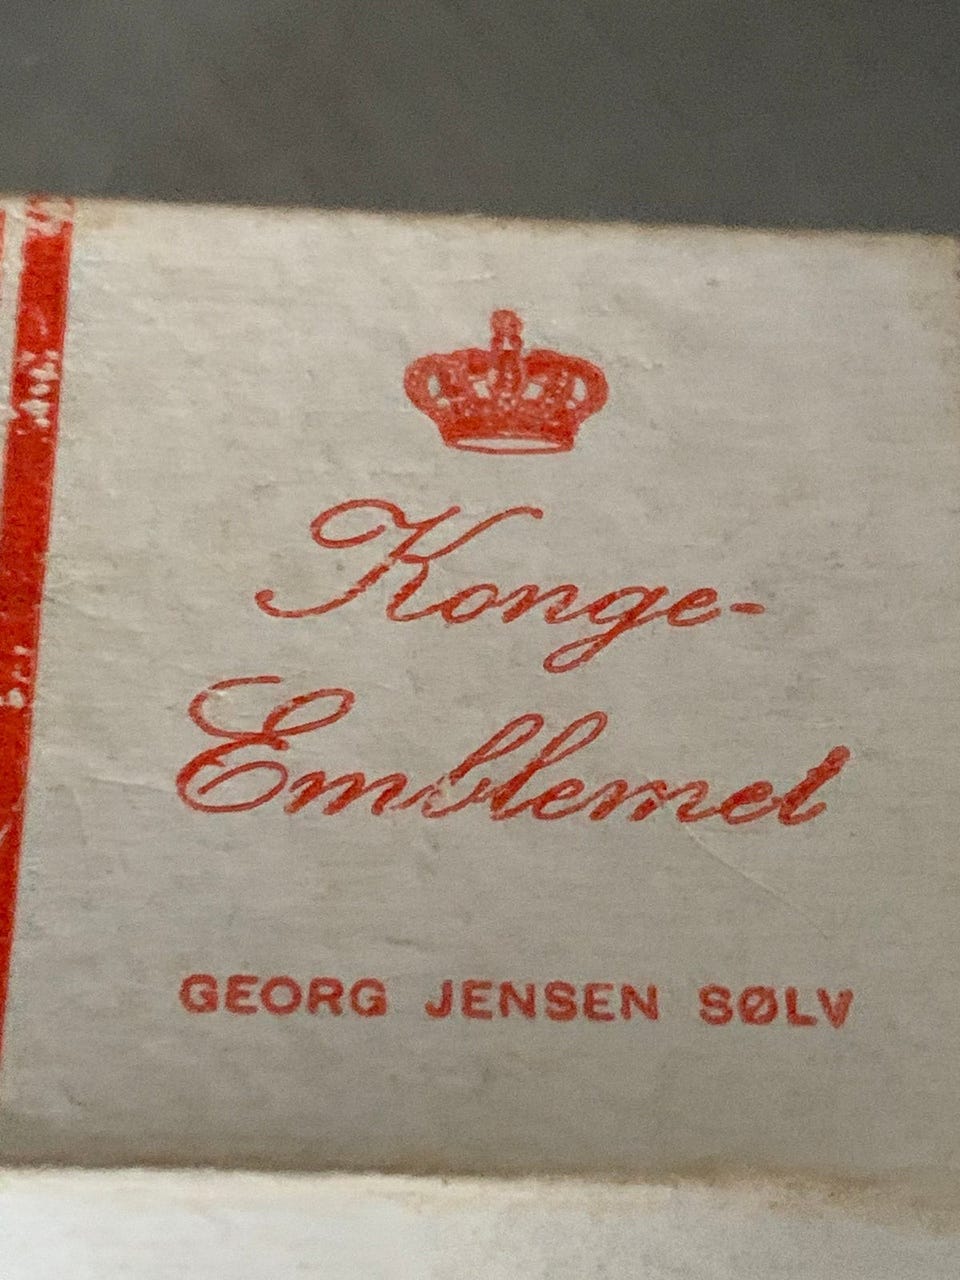 Konge-
Emblemet
GEORG JENSEN SØLV